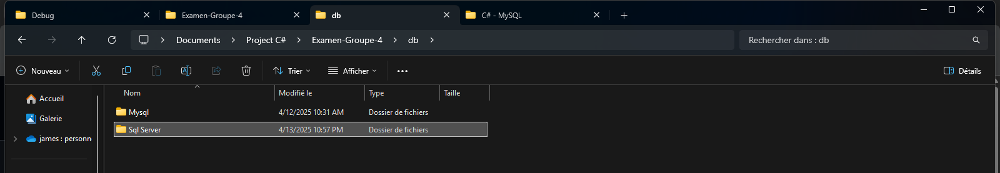 Debug
Examen-Groupe-4
db
C# - MySQL
Documents > Project C# > Examen-Groupe-4 > db >
Rechercher dans : db
Nouveau
Trier
Afficher
Détails
Nom Modifié le Type Taille
Accueil
Galerie
james : personn
Mysql 4/12/2025 10:31 AM Dossier de fichiers
Sql Server 4/13/2025 10:57 PM Dossier de fichiers